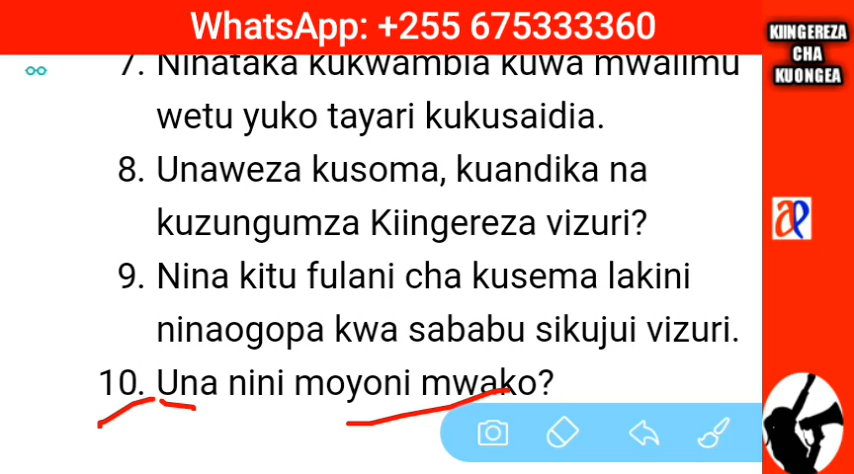 WhatsApp: +255 675333360
KIINGEREZA
CHA
KUONGEA
7. Ninataka kukwambia kuwa mwalimu
wetu yuko tayari kukusaidia.
8. Unaweza kusoma, kuandika na
kuzungumza Kiingereza vizuri?
9. Nina kitu fulani cha kusema lakini
ninaogopa kwa sababu sikujui vizuri.
10. Una nini moyoni mwako?